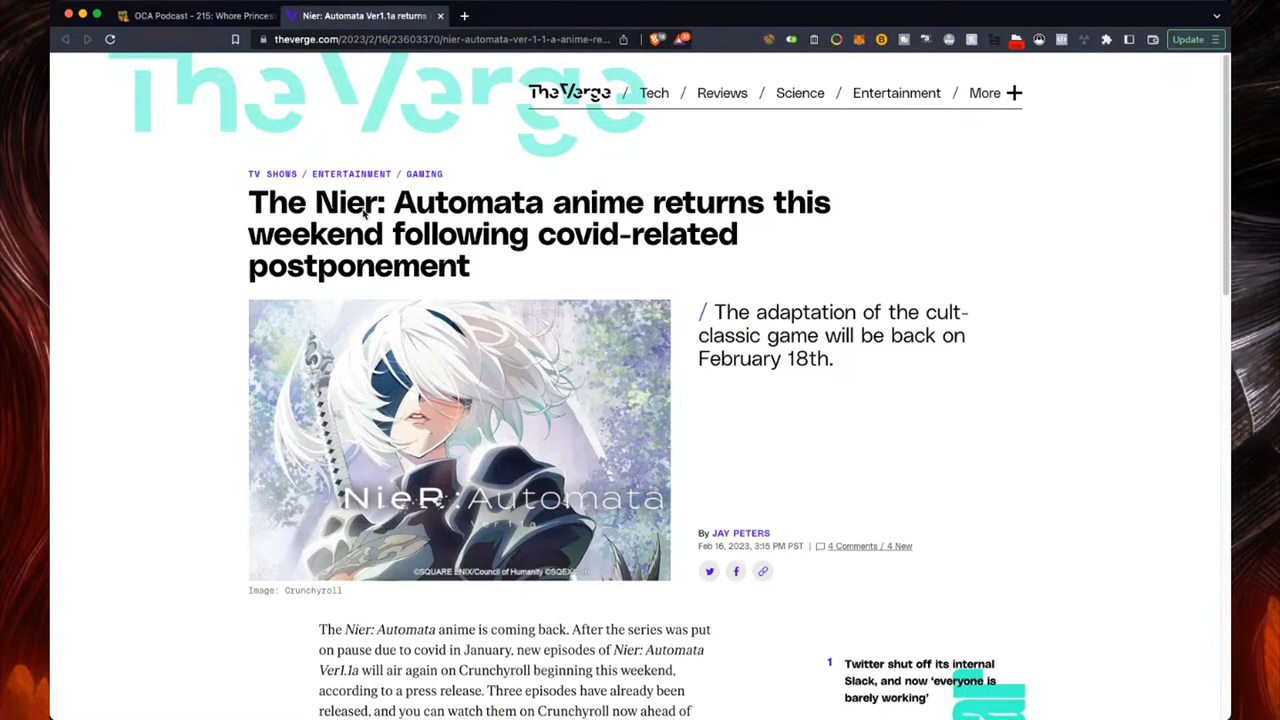 OCA Podcast - 215: Whore Princes
Nier: Automata Ver1.1a returns
theverge.com/2023/2/16/23603370/nier-automata-ver-1-1-a-anime-re...
Update
The Verge
The Verge / Tech / Reviews / Science / Entertainment / More
TV SHOWS / ENTERTAINMENT / GAMING
The Nier: Automata anime returns this
weekend following covid-related
postponement
/ The adaptation of the cult-
classic game will be back on
February 18th.
NieR:Automata
Ver1.1a
©SQUARE ENIX/Council of Humanity ©SQEX
By JAY PETERS
Feb 16, 2023, 3:15 PM PST | 4 Comments / 4 New
Image: Crunchyroll
The Nier: Automata anime is coming back. After the series was put
on pause due to covid in January, new episodes of Nier: Automata
Ver1.1a will air again on Crunchyroll beginning this weekend,
according to a press release. Three episodes have already been
released, and you can watch them on Crunchyroll now ahead of
1 Twitter shut off its internal
Slack, and now ‘everyone is
barely working’